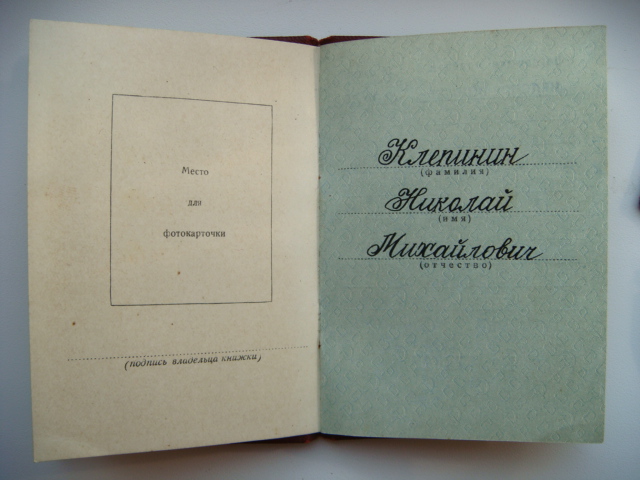 Место
для
фотокарточки
(подпись владельца книжки)
Клепинин
(фамилия)
Николай
(имя)
Михайлович
(отчество)